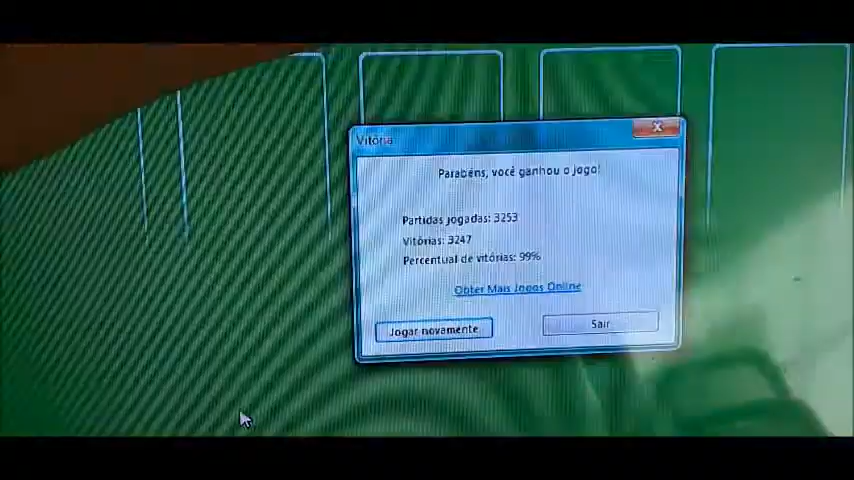 Vitória
Parabéns, você ganhou o jogo!
Partidas jogadas: 3253
Vitórias: 3247
Percentual de vitórias: 99%
Obter Mais Jogos Online
Jogar novamente
Sair